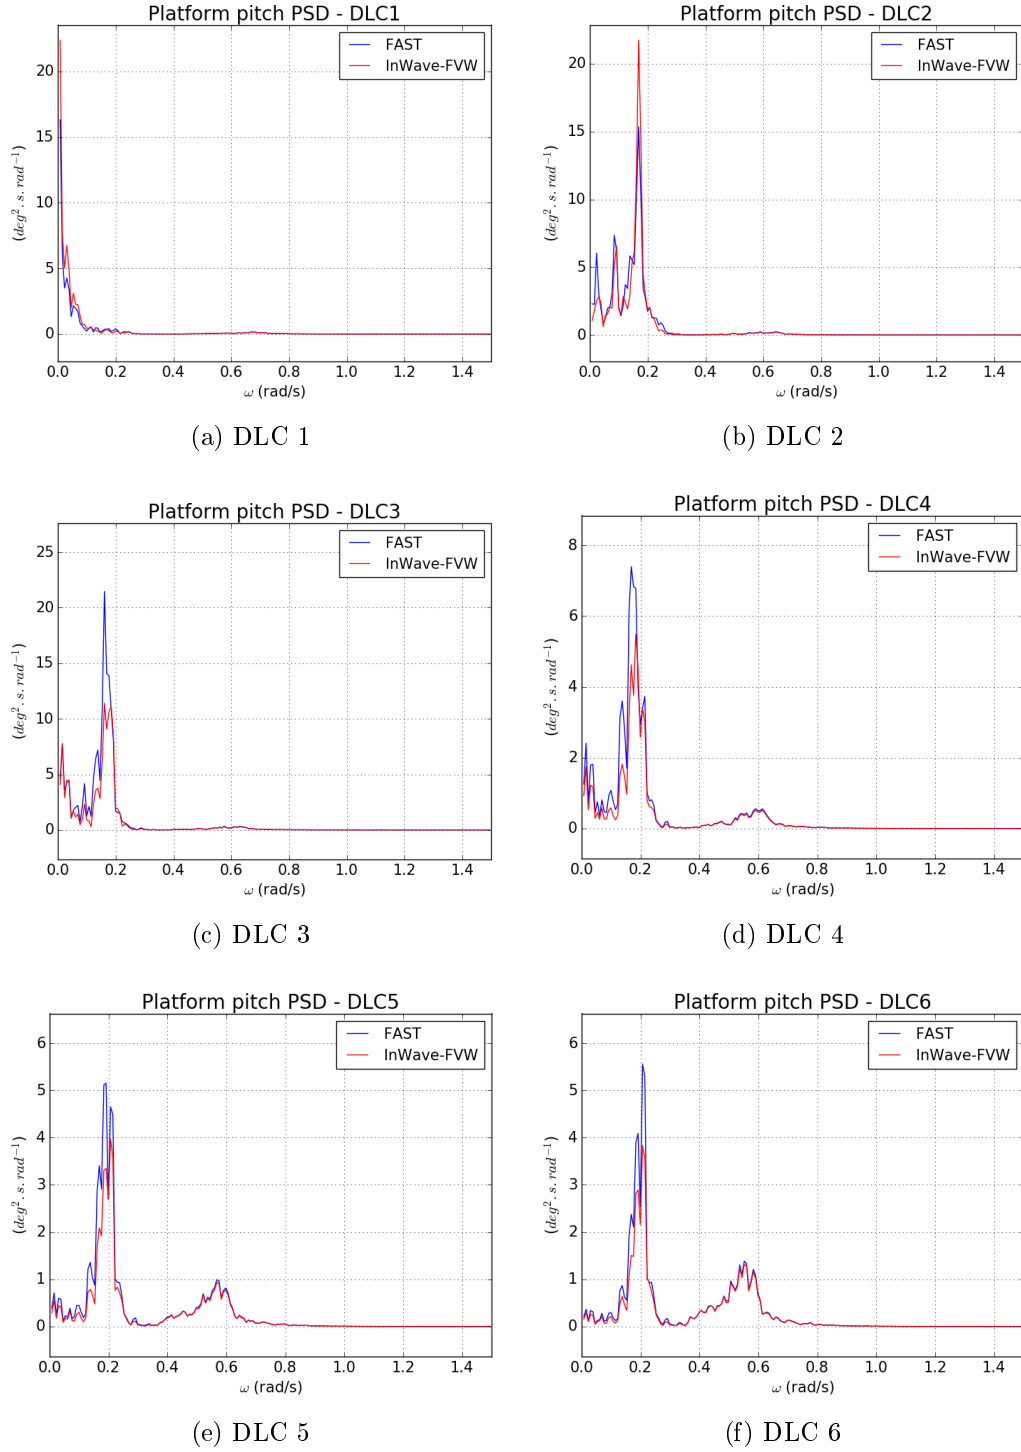 Platform pitch PSD - DLC1
FAST
InWave-FVW
20
15
10
5
0
(deg².s.rad⁻¹)
0.0 0.2 0.4 0.6 0.8 1.0 1.2 1.4
ω (rad/s)
(a) DLC 1
Platform pitch PSD - DLC2
FAST
InWave-FVW
20
15
10
5
0
(deg².s.rad⁻¹)
0.0 0.2 0.4 0.6 0.8 1.0 1.2 1.4
ω (rad/s)
(b) DLC 2
Platform pitch PSD - DLC3
FAST
InWave-FVW
25
20
15
10
5
0
(deg².s.rad⁻¹)
0.0 0.2 0.4 0.6 0.8 1.0 1.2 1.4
ω (rad/s)
(c) DLC 3
Platform pitch PSD - DLC4
FAST
InWave-FVW
8
6
4
2
0
(deg².s.rad⁻¹)
0.0 0.2 0.4 0.6 0.8 1.0 1.2 1.4
ω (rad/s)
(d) DLC 4
Platform pitch PSD - DLC5
FAST
InWave-FVW
6
5
4
3
2
1
0
(deg².s.rad⁻¹)
0.0 0.2 0.4 0.6 0.8 1.0 1.2 1.4
ω (rad/s)
(e) DLC 5
Platform pitch PSD - DLC6
FAST
InWave-FVW
6
5
4
3
2
1
0
(deg².s.rad⁻¹)
0.0 0.2 0.4 0.6 0.8 1.0 1.2 1.4
ω (rad/s)
(f) DLC 6